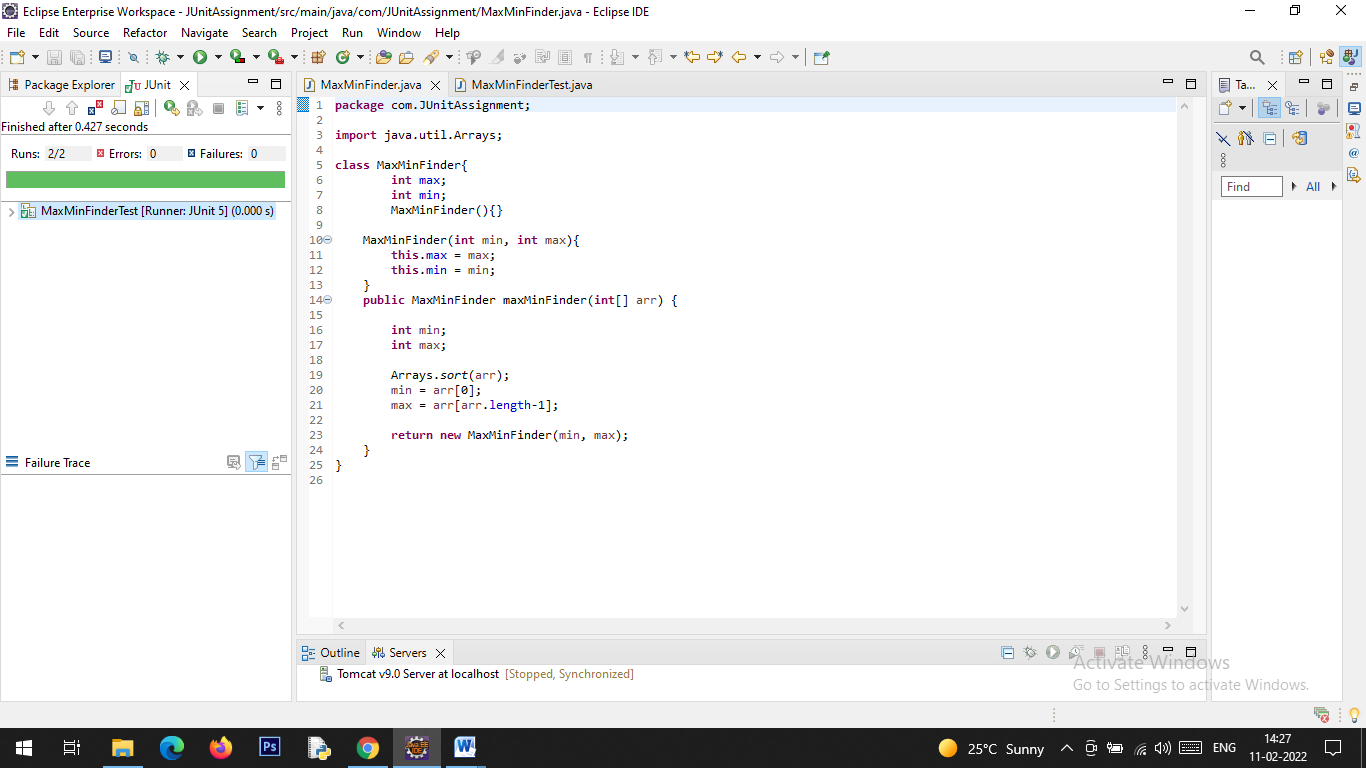 Eclipse Enterprise Workspace - JUnitAssignment/src/main/java/com/JUnitAssignment/MaxMinFinder.java - Eclipse IDE
File Edit Source Refactor Navigate Search Project Run Window Help
Package Explorer JUnit
Finished after 0.427 seconds
Runs: 2/2 Errors: 0 Failures: 0
MaxMinFinderTest [Runner: JUnit 5] (0.000 s)
Failure Trace
MaxMinFinder.java MaxMinFinderTest.java
1 package com.JUnitAssignment;
2
3 import java.util.Arrays;
4
5 class MaxMinFinder{
6 int max;
7 int min;
8 MaxMinFinder(){}
9
10 MaxMinFinder(int min, int max){
11 this.max = max;
12 this.min = min;
13 }
14 public MaxMinFinder maxMinFinder(int[] arr) {
15
16 int min;
17 int max;
18
19 Arrays.sort(arr);
20 min = arr[0];
21 max = arr[arr.length-1];
22
23 return new MaxMinFinder(min, max);
24 }
25 }
26
Ta...
Find All
Outline Servers
Tomcat v9.0 Server at localhost [Stopped, Synchronized]
Activate Windows
Go to Settings to activate Windows.
Ps
W
25°C Sunny
ENG
14:27
11-02-2022